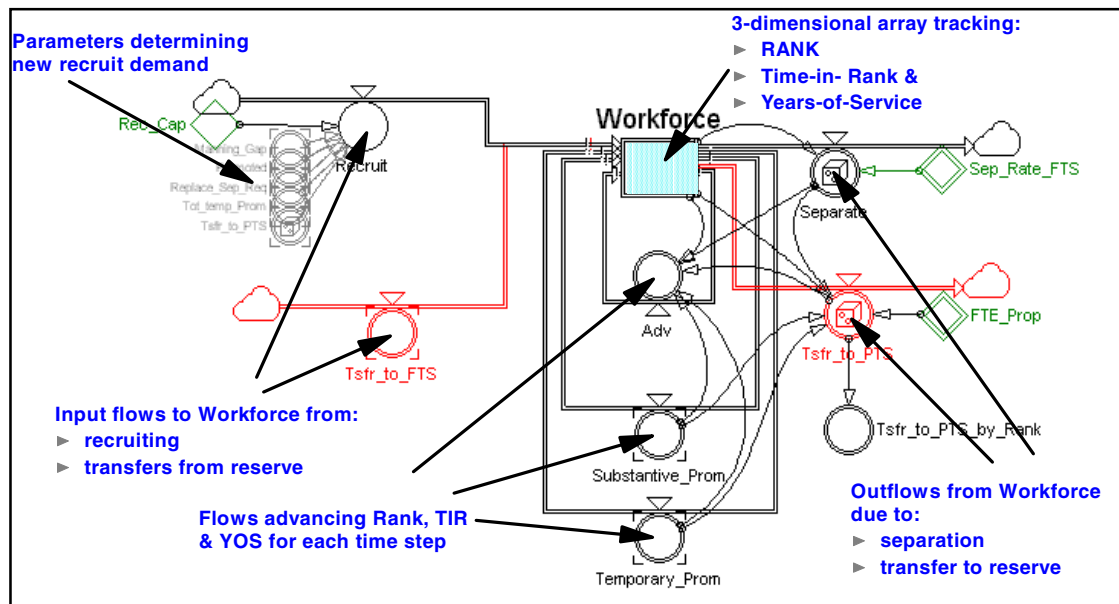 3-dimensional array tracking:
RANK
Time-in- Rank &
Years-of-Service
Parameters determining
new recruit demand
Rec_Cap
Manning_Gap
Replace_Sep_Req
Tot_temp_Prom
Tsfr_to_PTS
Recruit
Workforce
Separate
Sep_Rate_FTS
Adv
Tsfr_to_FTS
Tsfr_to_PTS
FTE_Prop
Tsfr_to_PTS_by_Rank
Input flows to Workforce from:
recruiting
transfers from reserve
Substantive_Prom
Flows advancing Rank, TIR
& YOS for each time step
Temporary_Prom
Outflows from Workforce
due to:
separation
transfer to reserve